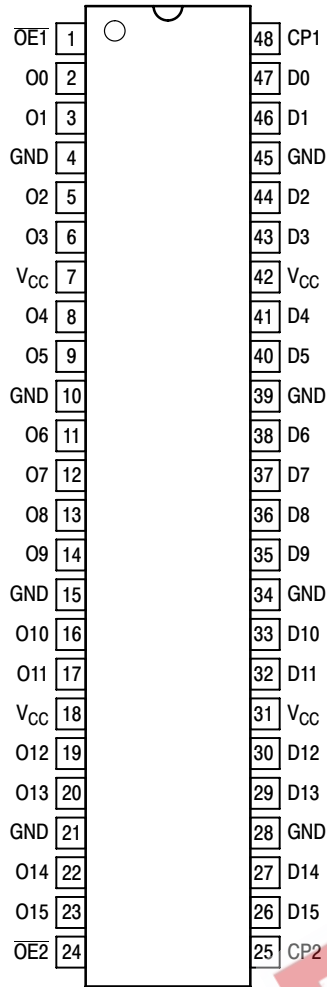 O̅E̅1̅ 1 48 CP1
O0 2 47 D0
O1 3 46 D1
GND 4 45 GND
O2 5 44 D2
O3 6 43 D3
VCC 7 42 VCC
O4 8 41 D4
O5 9 40 D5
GND 10 39 GND
O6 11 38 D6
O7 12 37 D7
O8 13 36 D8
O9 14 35 D9
GND 15 34 GND
O10 16 33 D10
O11 17 32 D11
VCC 18 31 VCC
O12 19 30 D12
O13 20 29 D13
GND 21 28 GND
O14 22 27 D14
O15 23 26 D15
O̅E̅2̅ 24 25 CP2